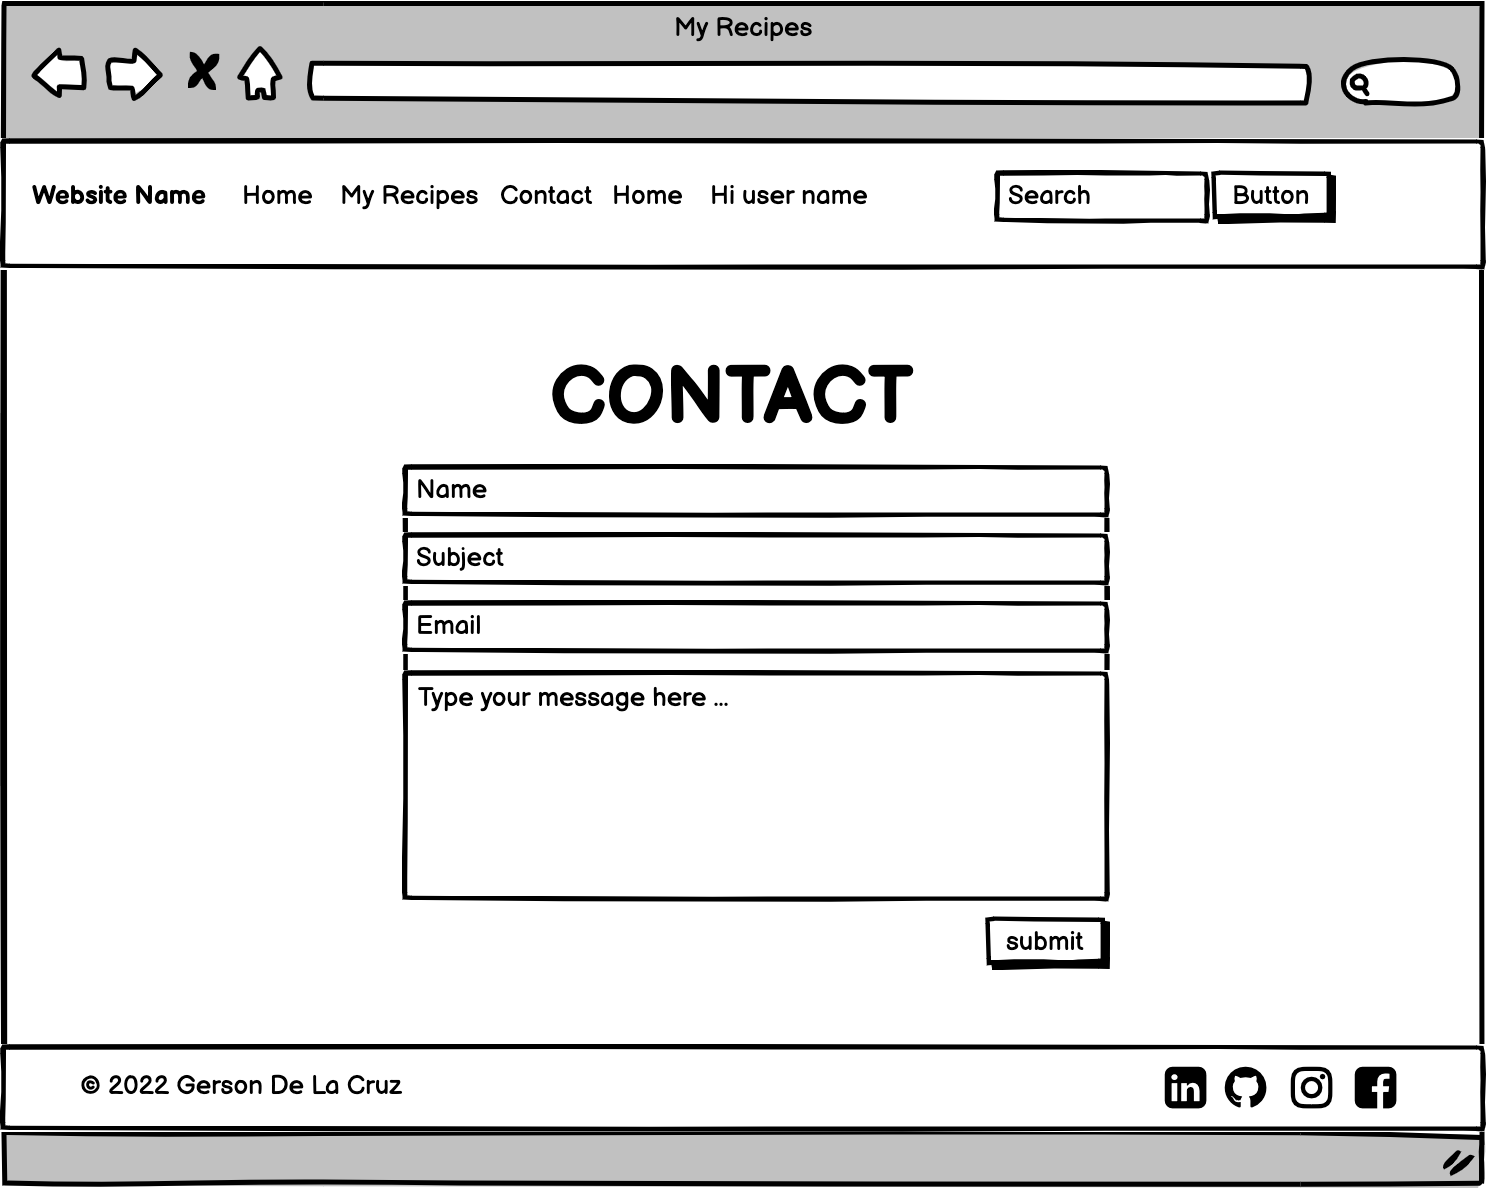 My Recipes
Website Name Home My Recipes Contact Home Hi user name Search Button
CONTACT
Name
Subject
Email
Type your message here ...
submit
© 2022 Gerson De La Cruz
in